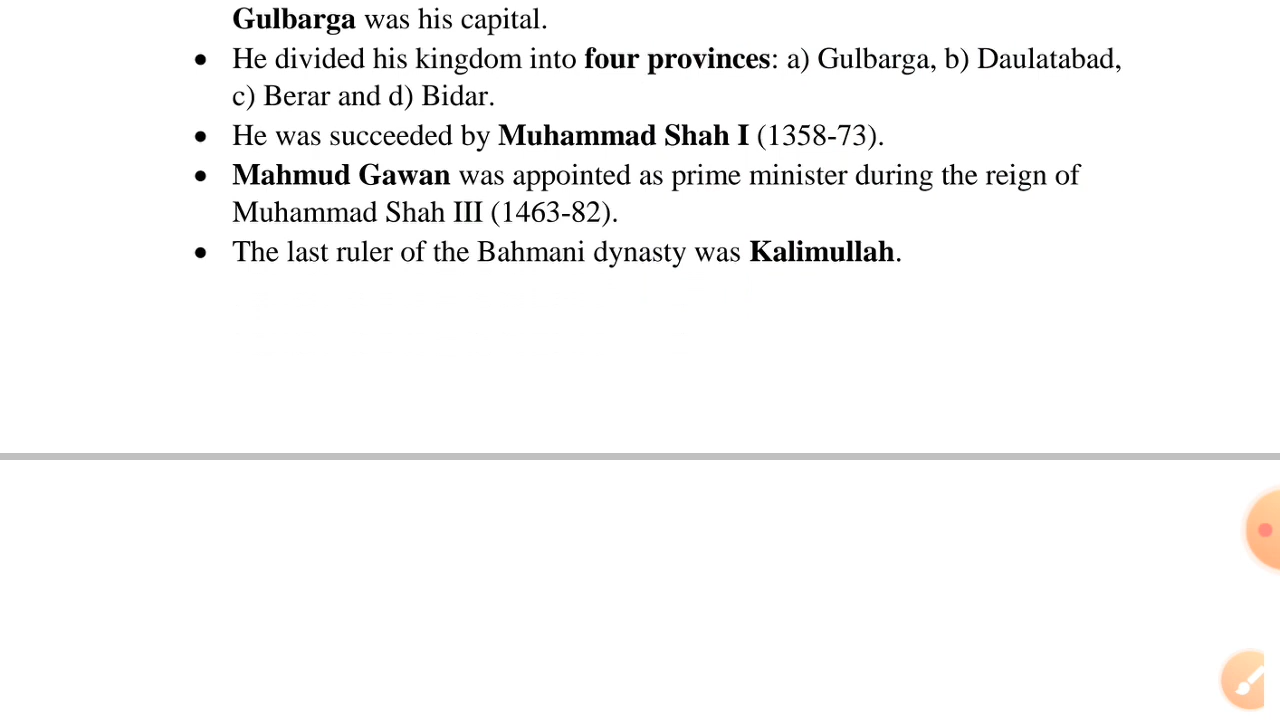 Gulbarga was his capital.
• He divided his kingdom into four provinces: a) Gulbarga, b) Daulatabad,
c) Berar and d) Bidar.
• He was succeeded by Muhammad Shah I (1358-73).
• Mahmud Gawan was appointed as prime minister during the reign of
Muhammad Shah III (1463-82).
• The last ruler of the Bahmani dynasty was Kalimullah.